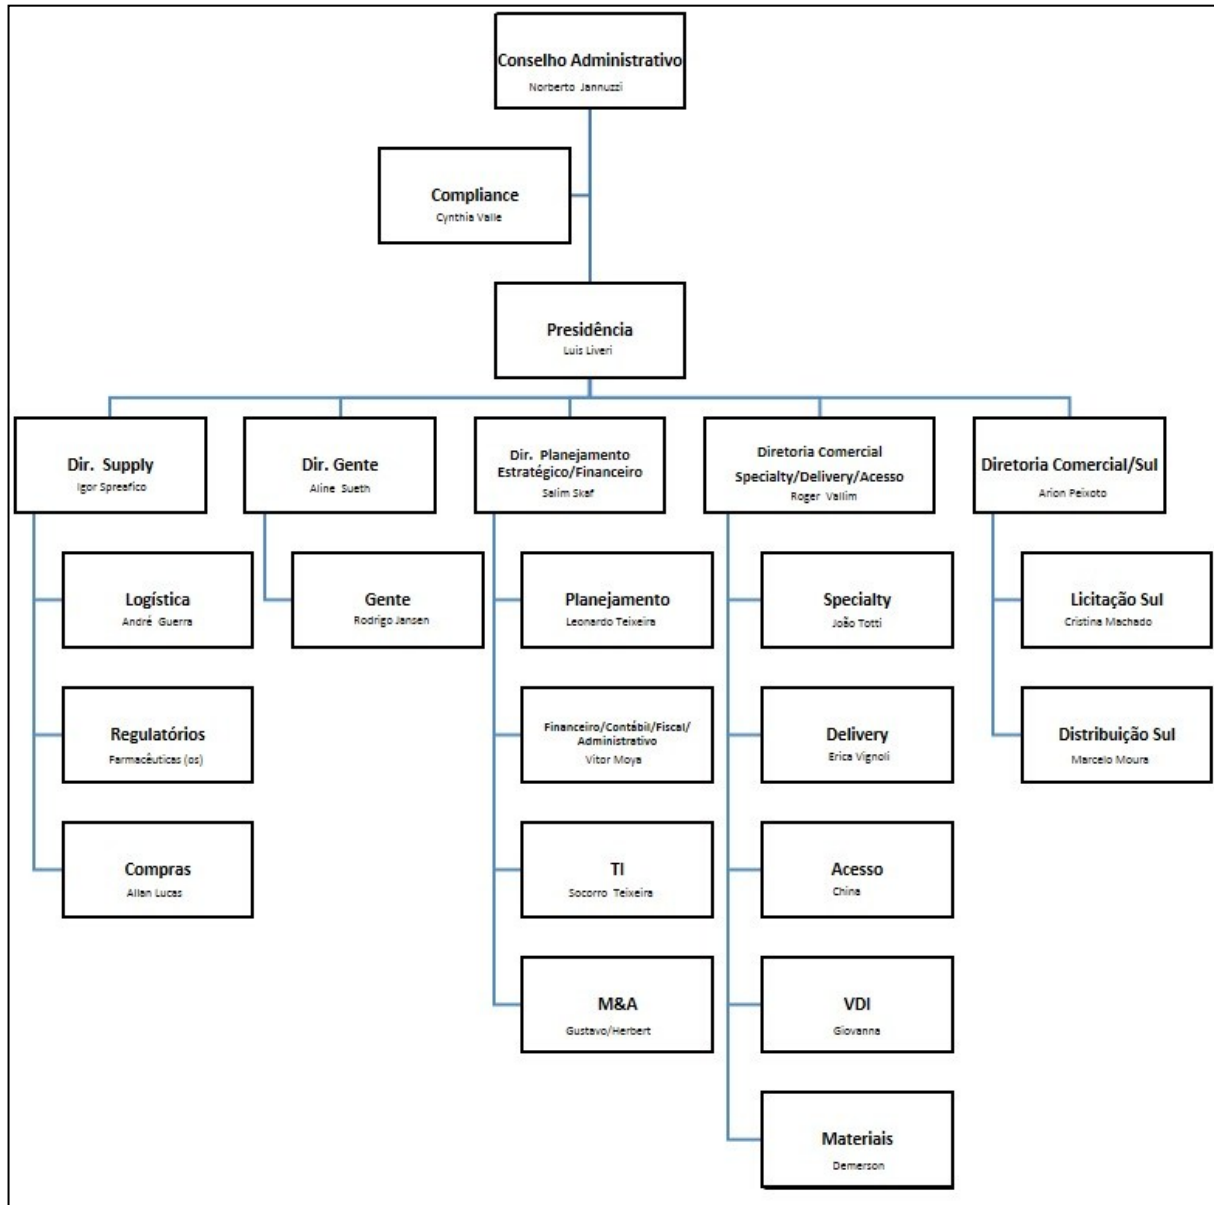 Conselho Administrativo
Norberto Jannuzzi
Compliance
Cynthia Valle
Presidência
Luis Liveri
Dir. Supply
Igor Spreafico
Dir. Gente
Aline Sueth
Dir. Planejamento
Estratégico/Financeiro
Salim Skaf
Diretoria Comercial
Specialty/Delivery/Acesso
Roger Vallim
Diretoria Comercial/Sul
Arion Peixoto
Logística
André Guerra
Gente
Rodrigo Jansen
Planejamento
Leonardo Teixeira
Specialty
João Totti
Licitação Sul
Cristina Machado
Regulatórios
Farmacêuticas (os)
Financeiro/Contábil/Fiscal/
Administrativo
Vitor Moya
Delivery
Erica Vignoli
Distribuição Sul
Marcelo Moura
Compras
Allan Lucas
TI
Socorro Teixeira
Acesso
China
M&A
Gustavo/Herbert
VDI
Giovanna
Materiais
Demerson